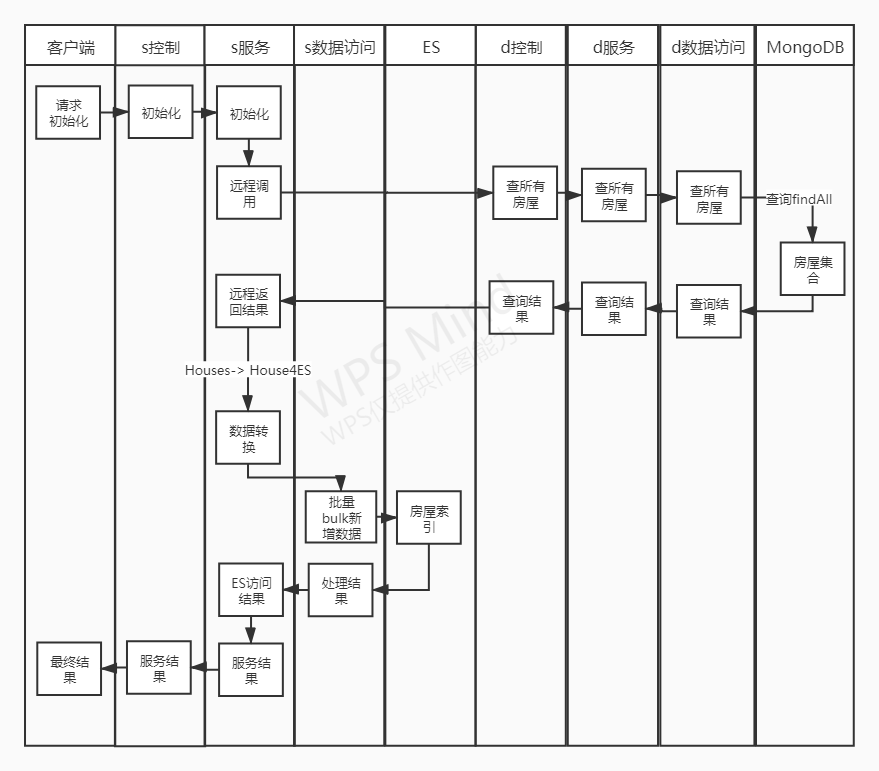 客户端
s控制
s服务
s数据访问
ES
d控制
d服务
d数据访问
MongoDB
请求
初始化
初始化
初始化
远程调
用
查所有
房屋
查所有
房屋
查所有
房屋
查询findAll
房屋集
合
远程返
回结果
查询结
果
查询结
果
查询结
果
Houses-> House4ES
数据转
换
批量
bulk新
增数据
房屋索
引
ES访问
结果
处理结
果
最终结
果
服务结
果
服务结
果
WPS Mind
WPS仅提供作图能力